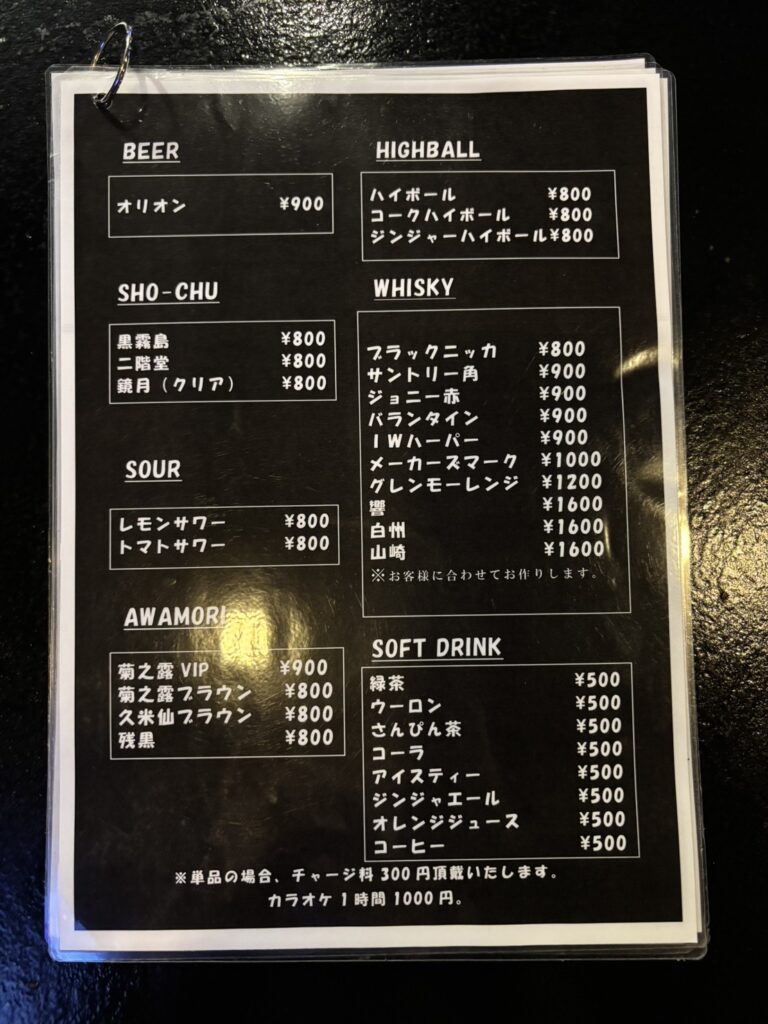 BEER
オリオン ¥900
SHO-CHU
黒霧島 ¥800
二階堂 ¥800
鏡月（クリア） ¥800
SOUR
レモンサワー ¥800
トマトサワー ¥800
AWAMORI
菊之露 VIP ¥900
菊之露ブラウン ¥800
久米仙ブラウン ¥800
残黒 ¥800
HIGHBALL
ハイボール ¥800
コークハイボール ¥800
ジンジャーハイボール¥800
WHISKY
ブラックニッカ ¥800
サントリー角 ¥900
ジョニー赤 ¥900
バランタイン ¥900
IWハーパー ¥900
メーカーズマーク ¥1000
グレンモーレンジ ¥1200
響 ¥1600
白州 ¥1600
山崎 ¥1600
※お客様に合わせてお作りします。
SOFT DRINK
緑茶 ¥500
ウーロン ¥500
さんぴん茶 ¥500
コーラ ¥500
アイスティー ¥500
ジンジャエール ¥500
オレンジジュース ¥500
コーヒー ¥500
※単品の場合、チャージ料 300 円頂戴いたします。
カラオケ 1 時間 1000 円。